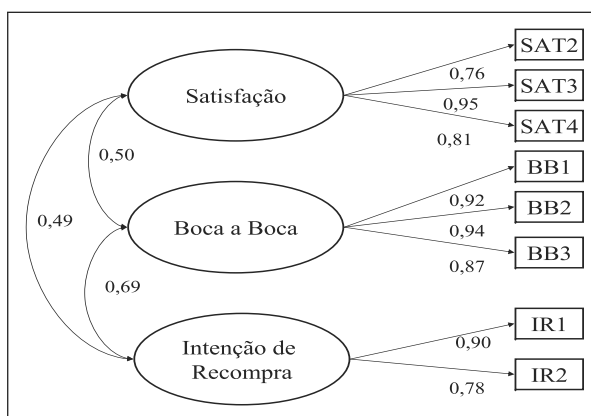 SAT2
0,76
SAT3
Satisfação
0,95
SAT4
0,81
0,50
BB1
0,92
BB2
0,49
Boca a Boca
0,94
BB3
0,87
0,69
IR1
0,90
Intenção de
Recompra
IR2
0,78